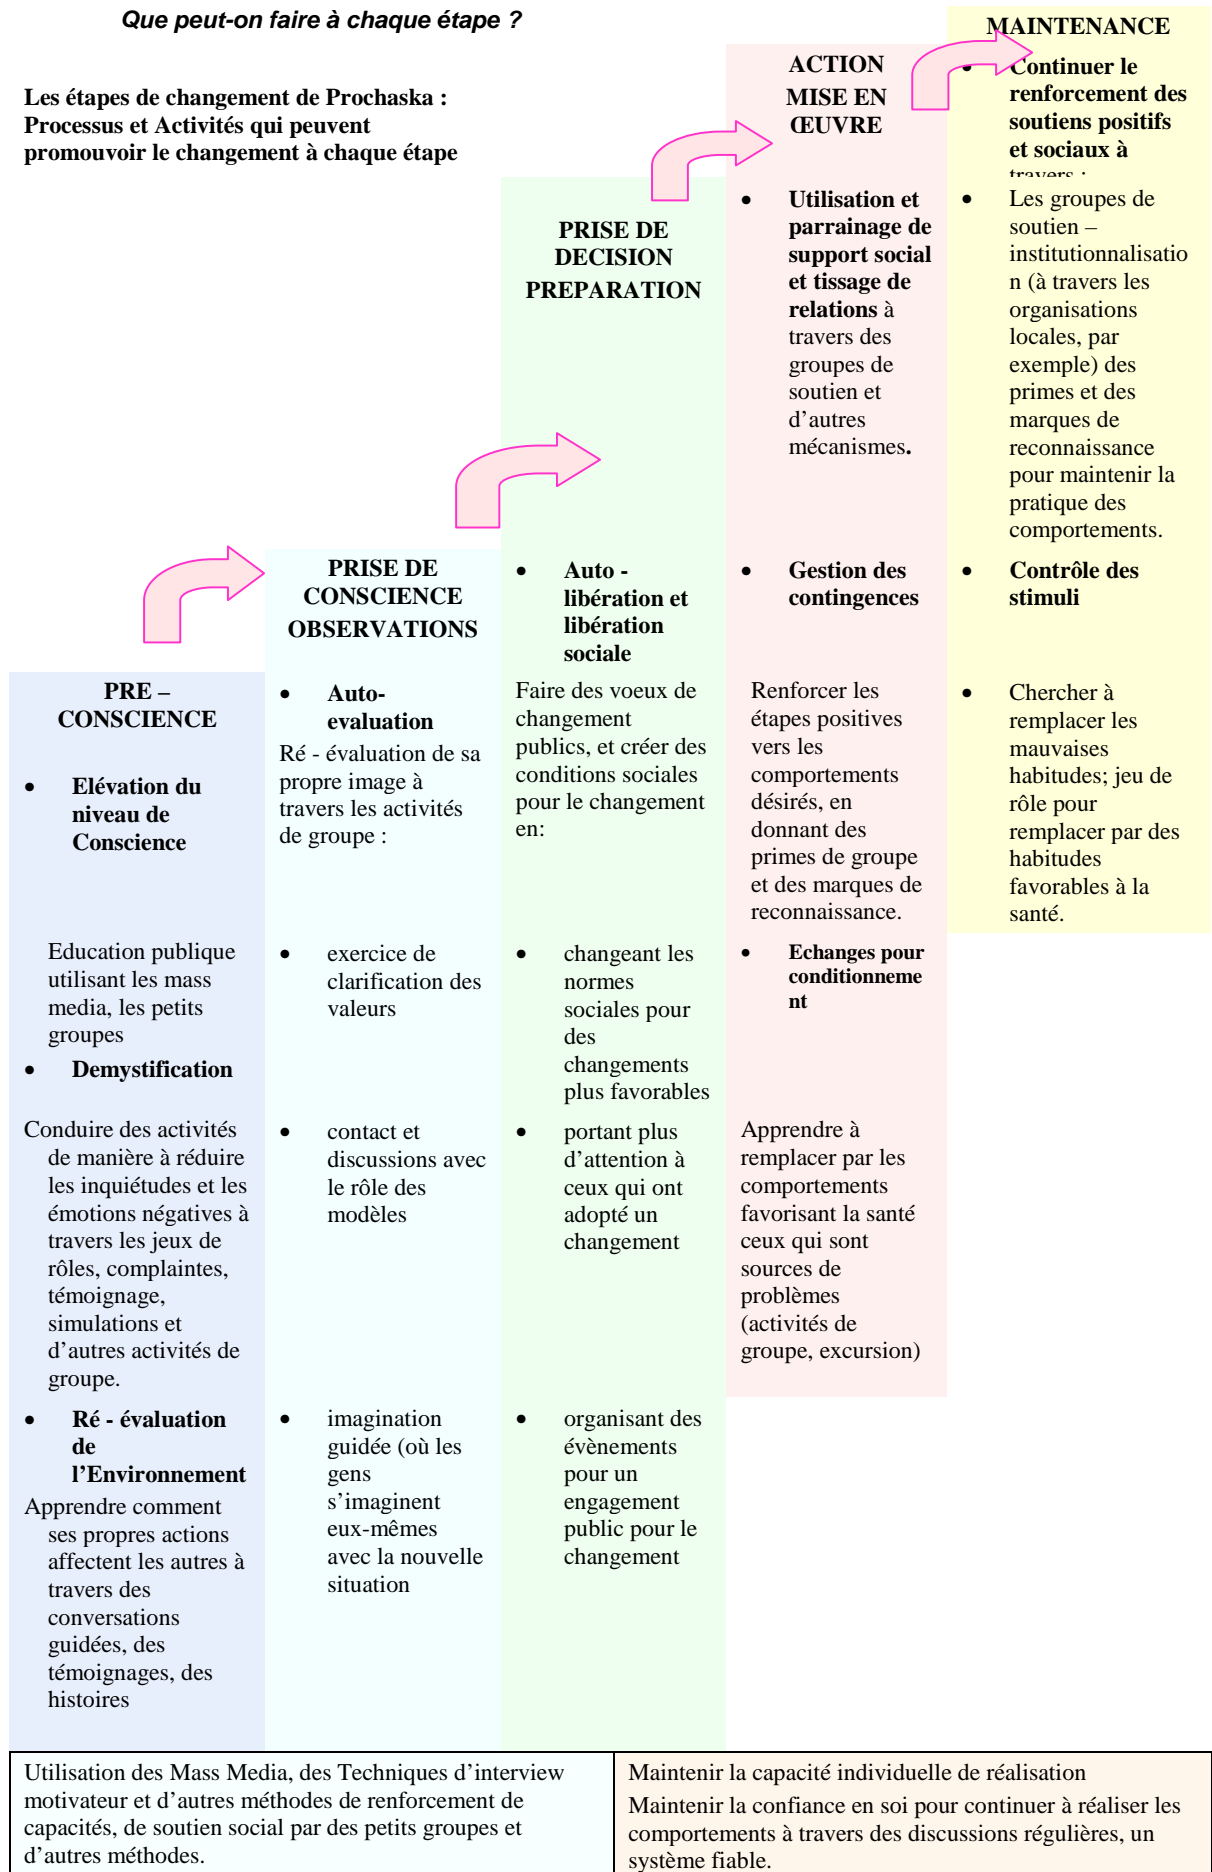 Que peut-on faire à chaque étape ?
Les étapes de changement de Prochaska :
Processus et Activités qui peuvent
promouvoir le changement à chaque étape
PRE –
CONSCIENCE
• Elévation du
niveau de
Conscience
Education publique
utilisant les mass
media, les petits
groupes
• Demystification
Conduire des activités
de manière à réduire
les inquiétudes et les
émotions négatives à
travers les jeux de
rôles, complaintes,
témoignage,
simulations et
d’autres activités de
groupe.
• Ré - évaluation
de
l’Environnement
Apprendre comment
ses propres actions
affectent les autres à
travers des
conversations
guidées, des
témoignages, des
histoires
PRISE DE
CONSCIENCE
OBSERVATIONS
• Auto-
evaluation
Ré - évaluation de sa
propre image à
travers les activités
de groupe :
• exercice de
clarification des
valeurs
• contact et
discussions avec
le rôle des
modèles
• imagination
guidée (où les
gens
s’imaginent
eux-mêmes
avec la nouvelle
situation
PRISE DE
DECISION
PREPARATION
• Auto -
libération et
libération
sociale
Faire des voeux de
changement
publics, et créer des
conditions sociales
pour le changement
en:
• changeant les
normes
sociales pour
des
changements
plus favorables
• portant plus
d’attention à
ceux qui ont
adopté un
changement
• organisant des
évènements
pour un
engagement
public pour le
changement
ACTION
MISE EN
ŒUVRE
• Utilisation et
parrainage de
support social
et tissage de
relations à
travers des
groupes de
soutien et
d’autres
mécanismes.
• Gestion des
contingences
Renforcer les
étapes positives
vers les
comportements
désirés, en
donnant des
primes de groupe
et des marques de
reconnaissance.
• Echanges pour
conditionneme
nt
Apprendre à
remplacer par les
comportements
favorisant la santé
ceux qui sont
sources de
problèmes
(activités de
groupe, excursion)
MAINTENANCE
• Continuer le
renforcement des
soutiens positifs
et sociaux à
travers :
• Les groupes de
soutien –
institutionnalisatio
n (à travers les
organisations
locales, par
exemple) des
primes et des
marques de
reconnaissance
pour maintenir la
pratique des
comportements.
• Contrôle des
stimuli
• Chercher à
remplacer les
mauvaises
habitudes; jeu de
rôle pour
remplacer par des
habitudes
favorables à la
santé.
Utilisation des Mass Media, des Techniques d’interview
motivateur et d’autres méthodes de renforcement de
capacités, de soutien social par des petits groupes et
d’autres méthodes.
Maintenir la capacité individuelle de réalisation
Maintenir la confiance en soi pour continuer à réaliser les
comportements à travers des discussions régulières, un
système fiable.